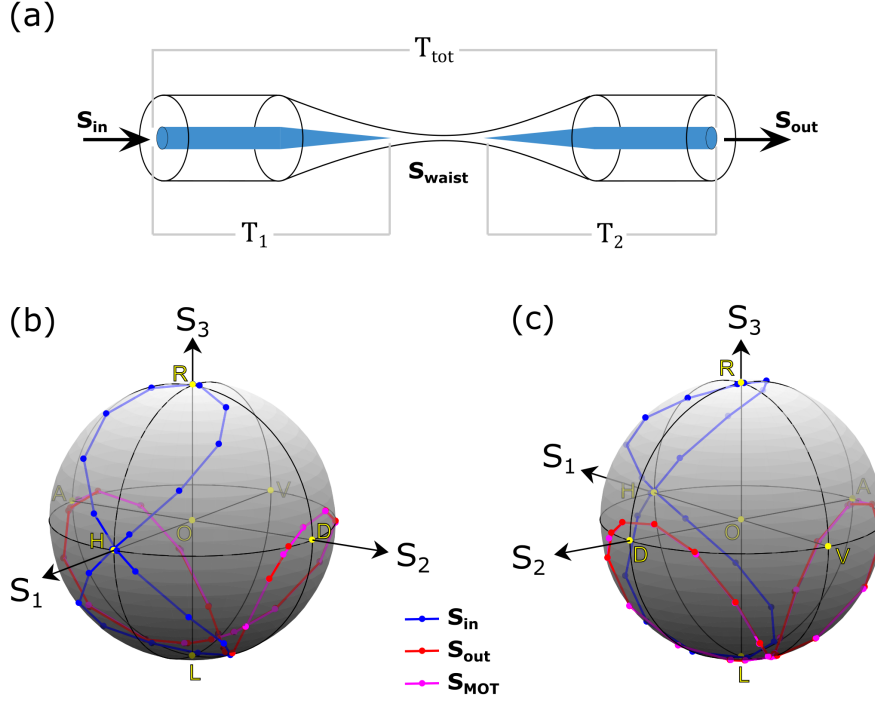 (a)
T_tot
S_in
S_out
S_waist
T_1
T_2
(b)
(c)
S_3
S_3
R
R
S_1
A
V
H
A
O
D
H
O
S_2
S_2
D
V
S_1
L
L
S_in
S_out
S_MOT